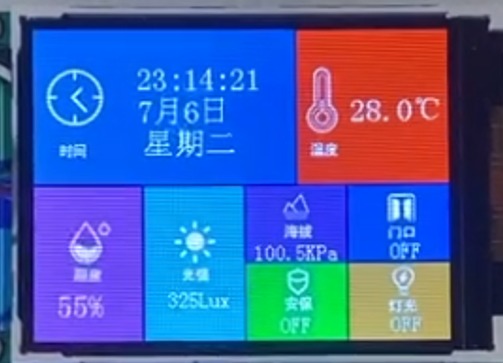 23:14:21
7月6日
星期二
时间
28.0℃
温度
湿度
55%
光强
325Lux
海拔
100.5KPa
门口
OFF
安保
OFF
灯光
OFF